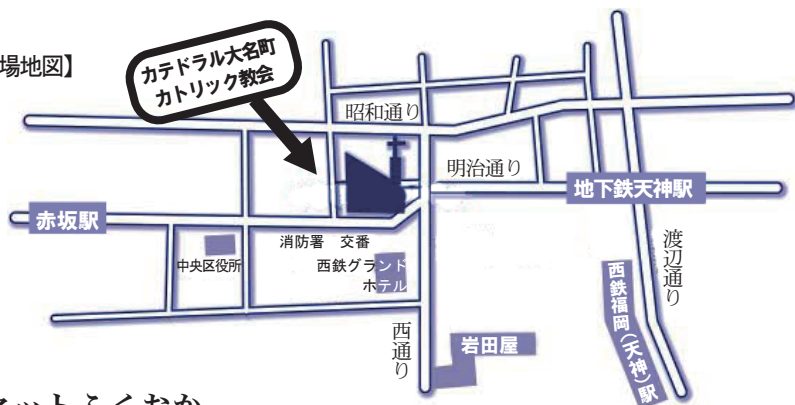 場地図】
カテドラル大名町
カトリック教会
昭和通り
明治通り
地下鉄天神駅
赤坂駅
消防署 交番
中央区役所
西鉄グランド
ホテル
渡辺通り
西鉄福岡(天神)駅
西通り
岩田屋